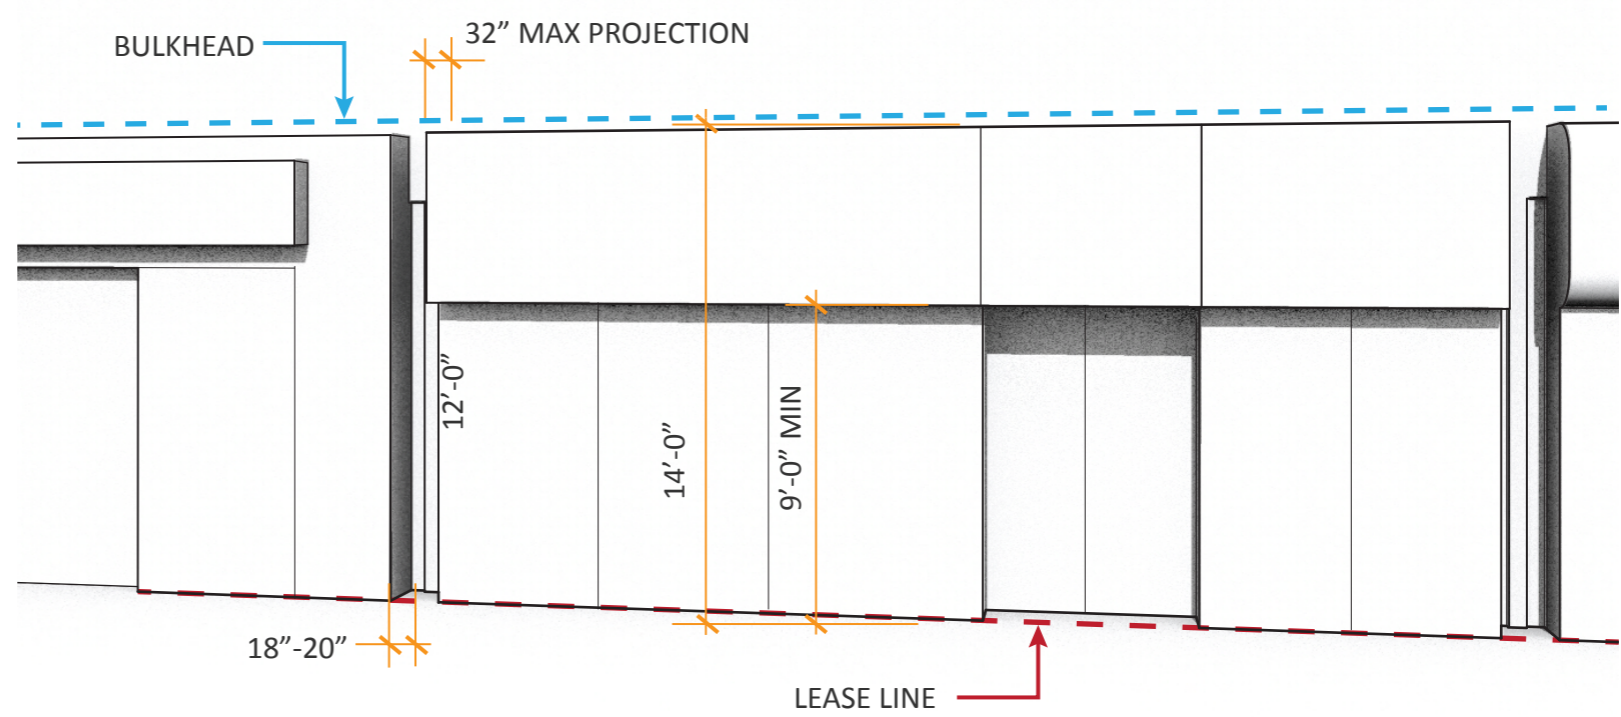 32” MAX PROJECTION
BULKHEAD
12’-0”
14’-0”
9’-0” MIN
18”-20”
LEASE LINE